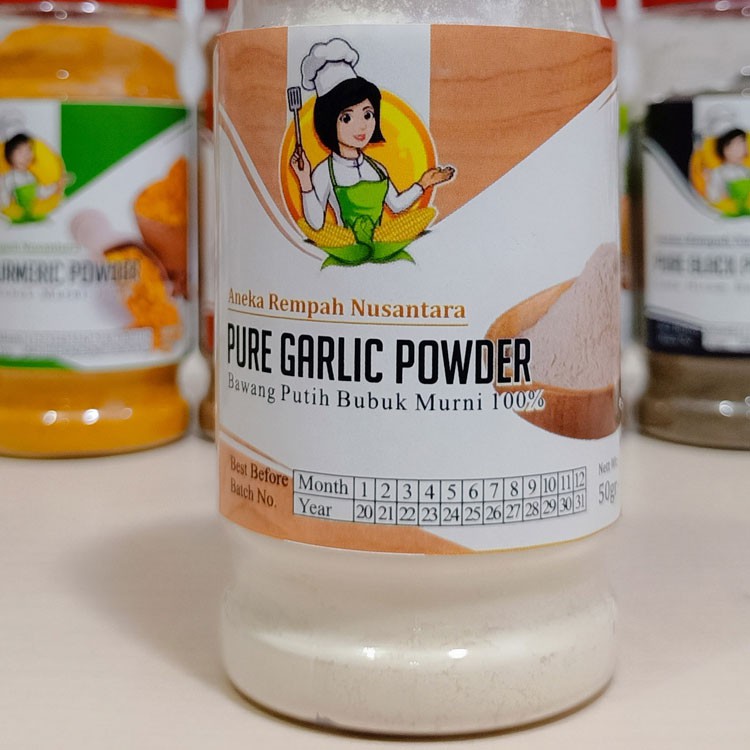 Aneka Rempah Nusantara
PURE GARLIC POWDER
Bawang Putih Bubuk Murni 100%
Best Before
Batch No.
Month 1 2 3 4 5 6 7 8 9 10 11 12
Year 20 21 22 23 24 25 26 27 28 29 30 31
50gr
Nusantara
URMERIC POWDER
Murni
PURE BLACK